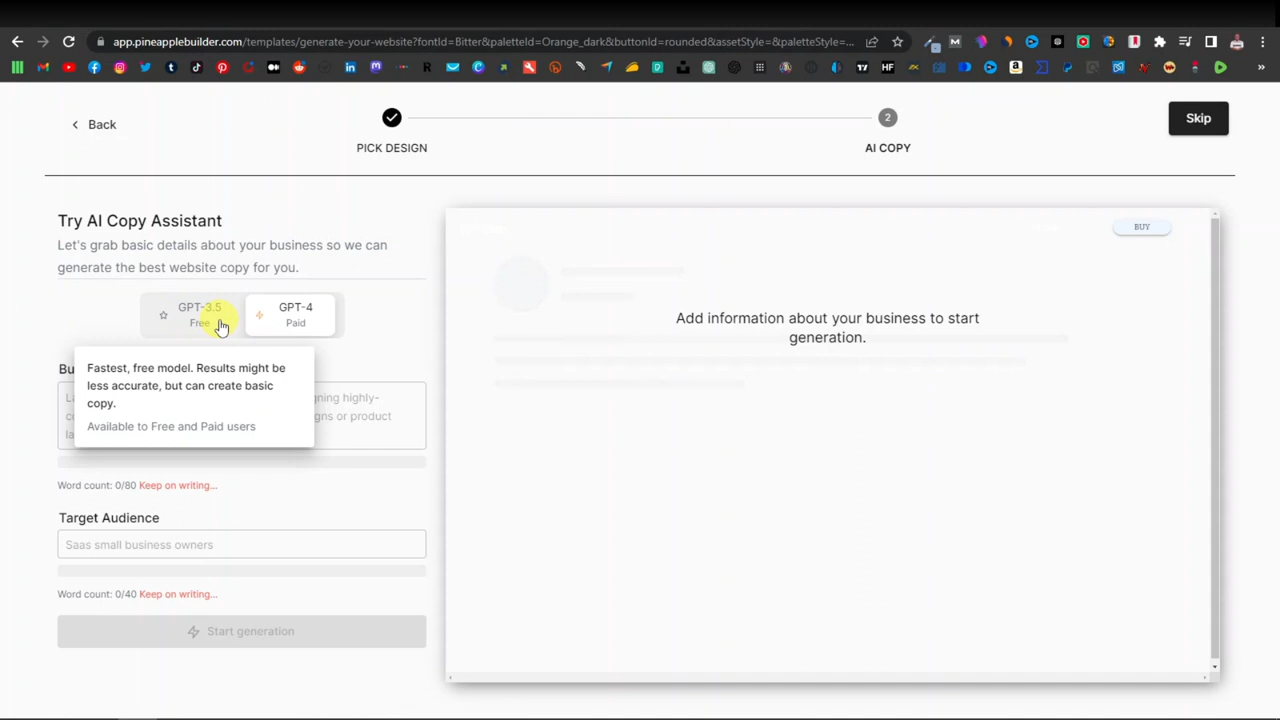 app.pineapplebuilder.com/templates/generate-your-website?fontId=Bitter&paletteId=Orange_dark&buttonId=rounded&assetStyle=&paletteStyle=...
Back
PICK DESIGN
2
AI COPY
Skip
Try AI Copy Assistant
Let's grab basic details about your business so we can
generate the best website copy for you.
GPT-3.5
Free
GPT-4
Paid
Fastest, free model. Results might be
less accurate, but can create basic
copy.
Available to Free and Paid users
Word count: 0/80 Keep on writing...
Target Audience
Saas small business owners
Word count: 0/40 Keep on writing...
Start generation
BUY
Add information about your business to start
generation.